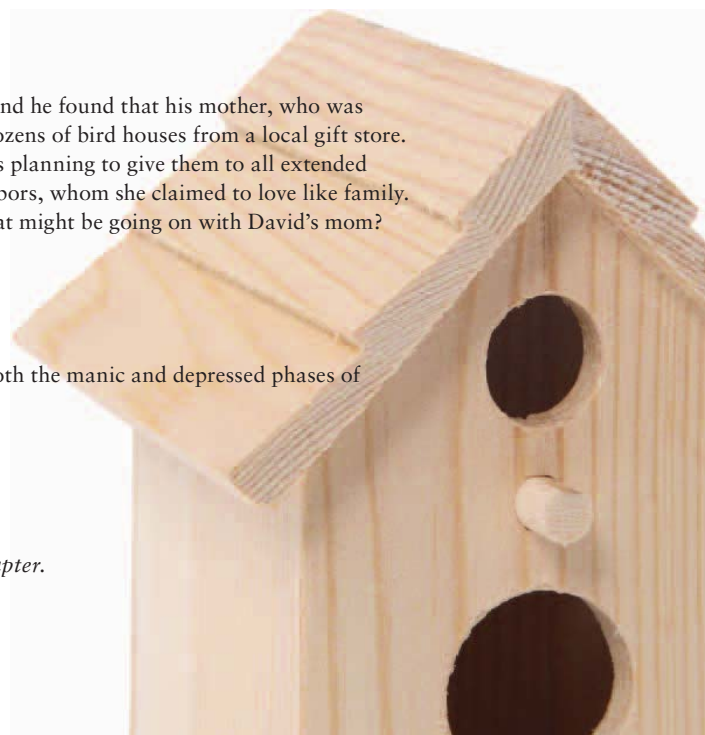 nd he found that his mother, who was
ozens of bird houses from a local gift store.
s planning to give them to all extended
bors, whom she claimed to love like family.
at might be going on with David's mom?
oth the manic and depressed phases of
pter.